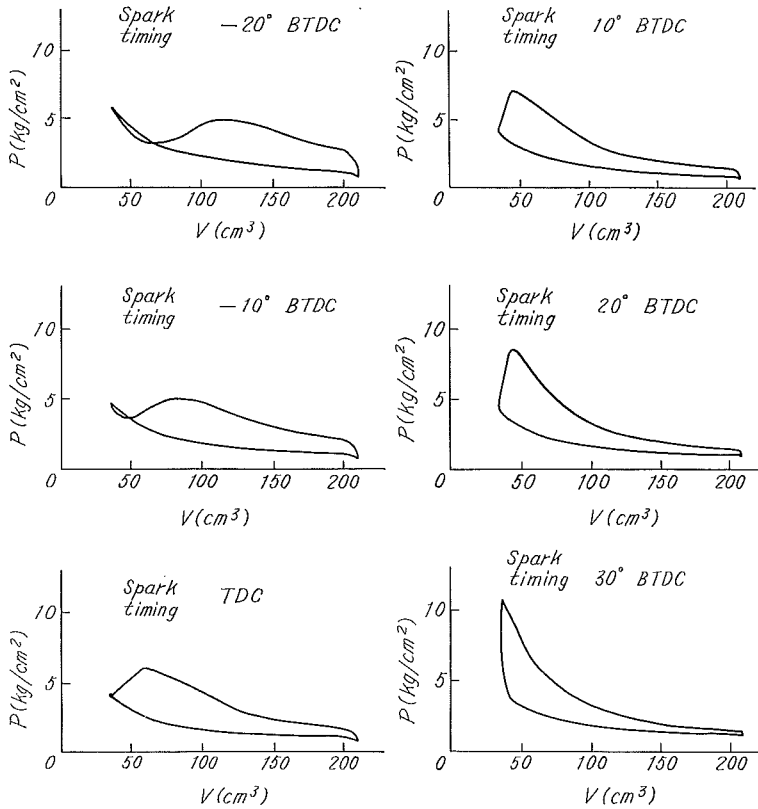 Spark timing −20° BTDC
10
5
0
50 100 150 200
P (kg/cm²)
V (cm³)
Spark timing 10° BTDC
10
5
0
50 100 150 200
P (kg/cm²)
V (cm³)
Spark timing −10° BTDC
10
5
0
50 100 150 200
P (kg/cm²)
V (cm³)
Spark timing 20° BTDC
10
5
0
50 100 150 200
P (kg/cm²)
V (cm³)
Spark timing TDC
10
5
0
50 100 150 200
P (kg/cm²)
V (cm³)
Spark timing 30° BTDC
10
5
0
50 100 150 200
P (kg/cm²)
V (cm³)